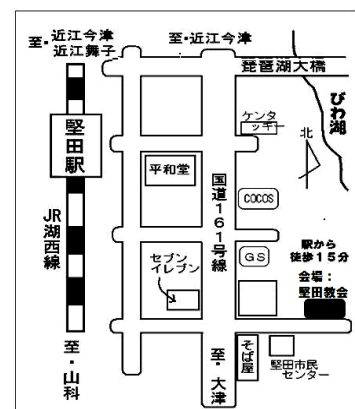 至・近江今津
近江舞子
至・近江今津
琵琶湖大橋
びわ湖
ケンタ
ッキー
北
堅田駅
平和堂
国道161号線
COCOS
JR湖西線
セブン
イレブン
GS
駅から
徒歩15分
会場：
堅田教会
至・山科
至・大津
そば屋
堅田市民
センター